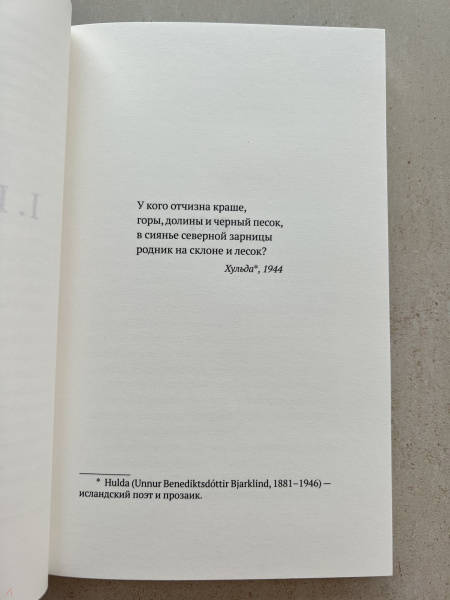 У кого отчизна краше,
горы, долины и черный песок,
в сиянье северной зарницы
родник на склоне и лесок?
Хульда*, 1944
* Hulda (Unnur Benediktsdóttir Bjarklind, 1881–1946) —
исландский поэт и прозаик.